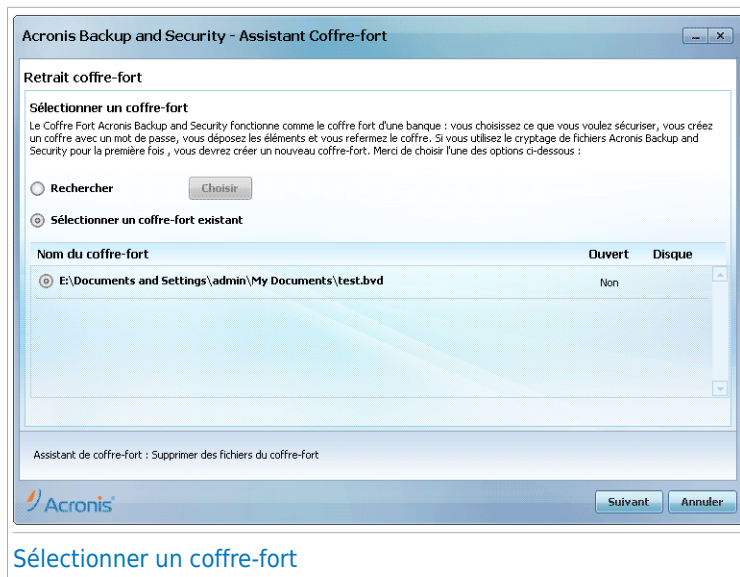 Acronis Backup and Security - Assistant Coffre-fort
Retrait coffre-fort
Sélectionner un coffre-fort
Le Coffre Fort Acronis Backup and Security fonctionne comme le coffre fort d'une banque : vous choisissez ce que vous voulez sécuriser, vous créez
un coffre avec un mot de passe, vous déposez les éléments et vous refermez le coffre. Si vous utilisez le cryptage de fichiers Acronis Backup and
Security pour la première fois , vous devrez créer un nouveau coffre-fort. Merci de choisir l'une des options ci-dessous :
Rechercher Choisir
Sélectionner un coffre-fort existant
Nom du coffre-fort Ouvert Disque
E:\Documents and Settings\admin\My Documents\test.bvd Non
Assistant de coffre-fort : Supprimer des fichiers du coffre-fort
Acronis Suivant Annuler
Sélectionner un coffre-fort